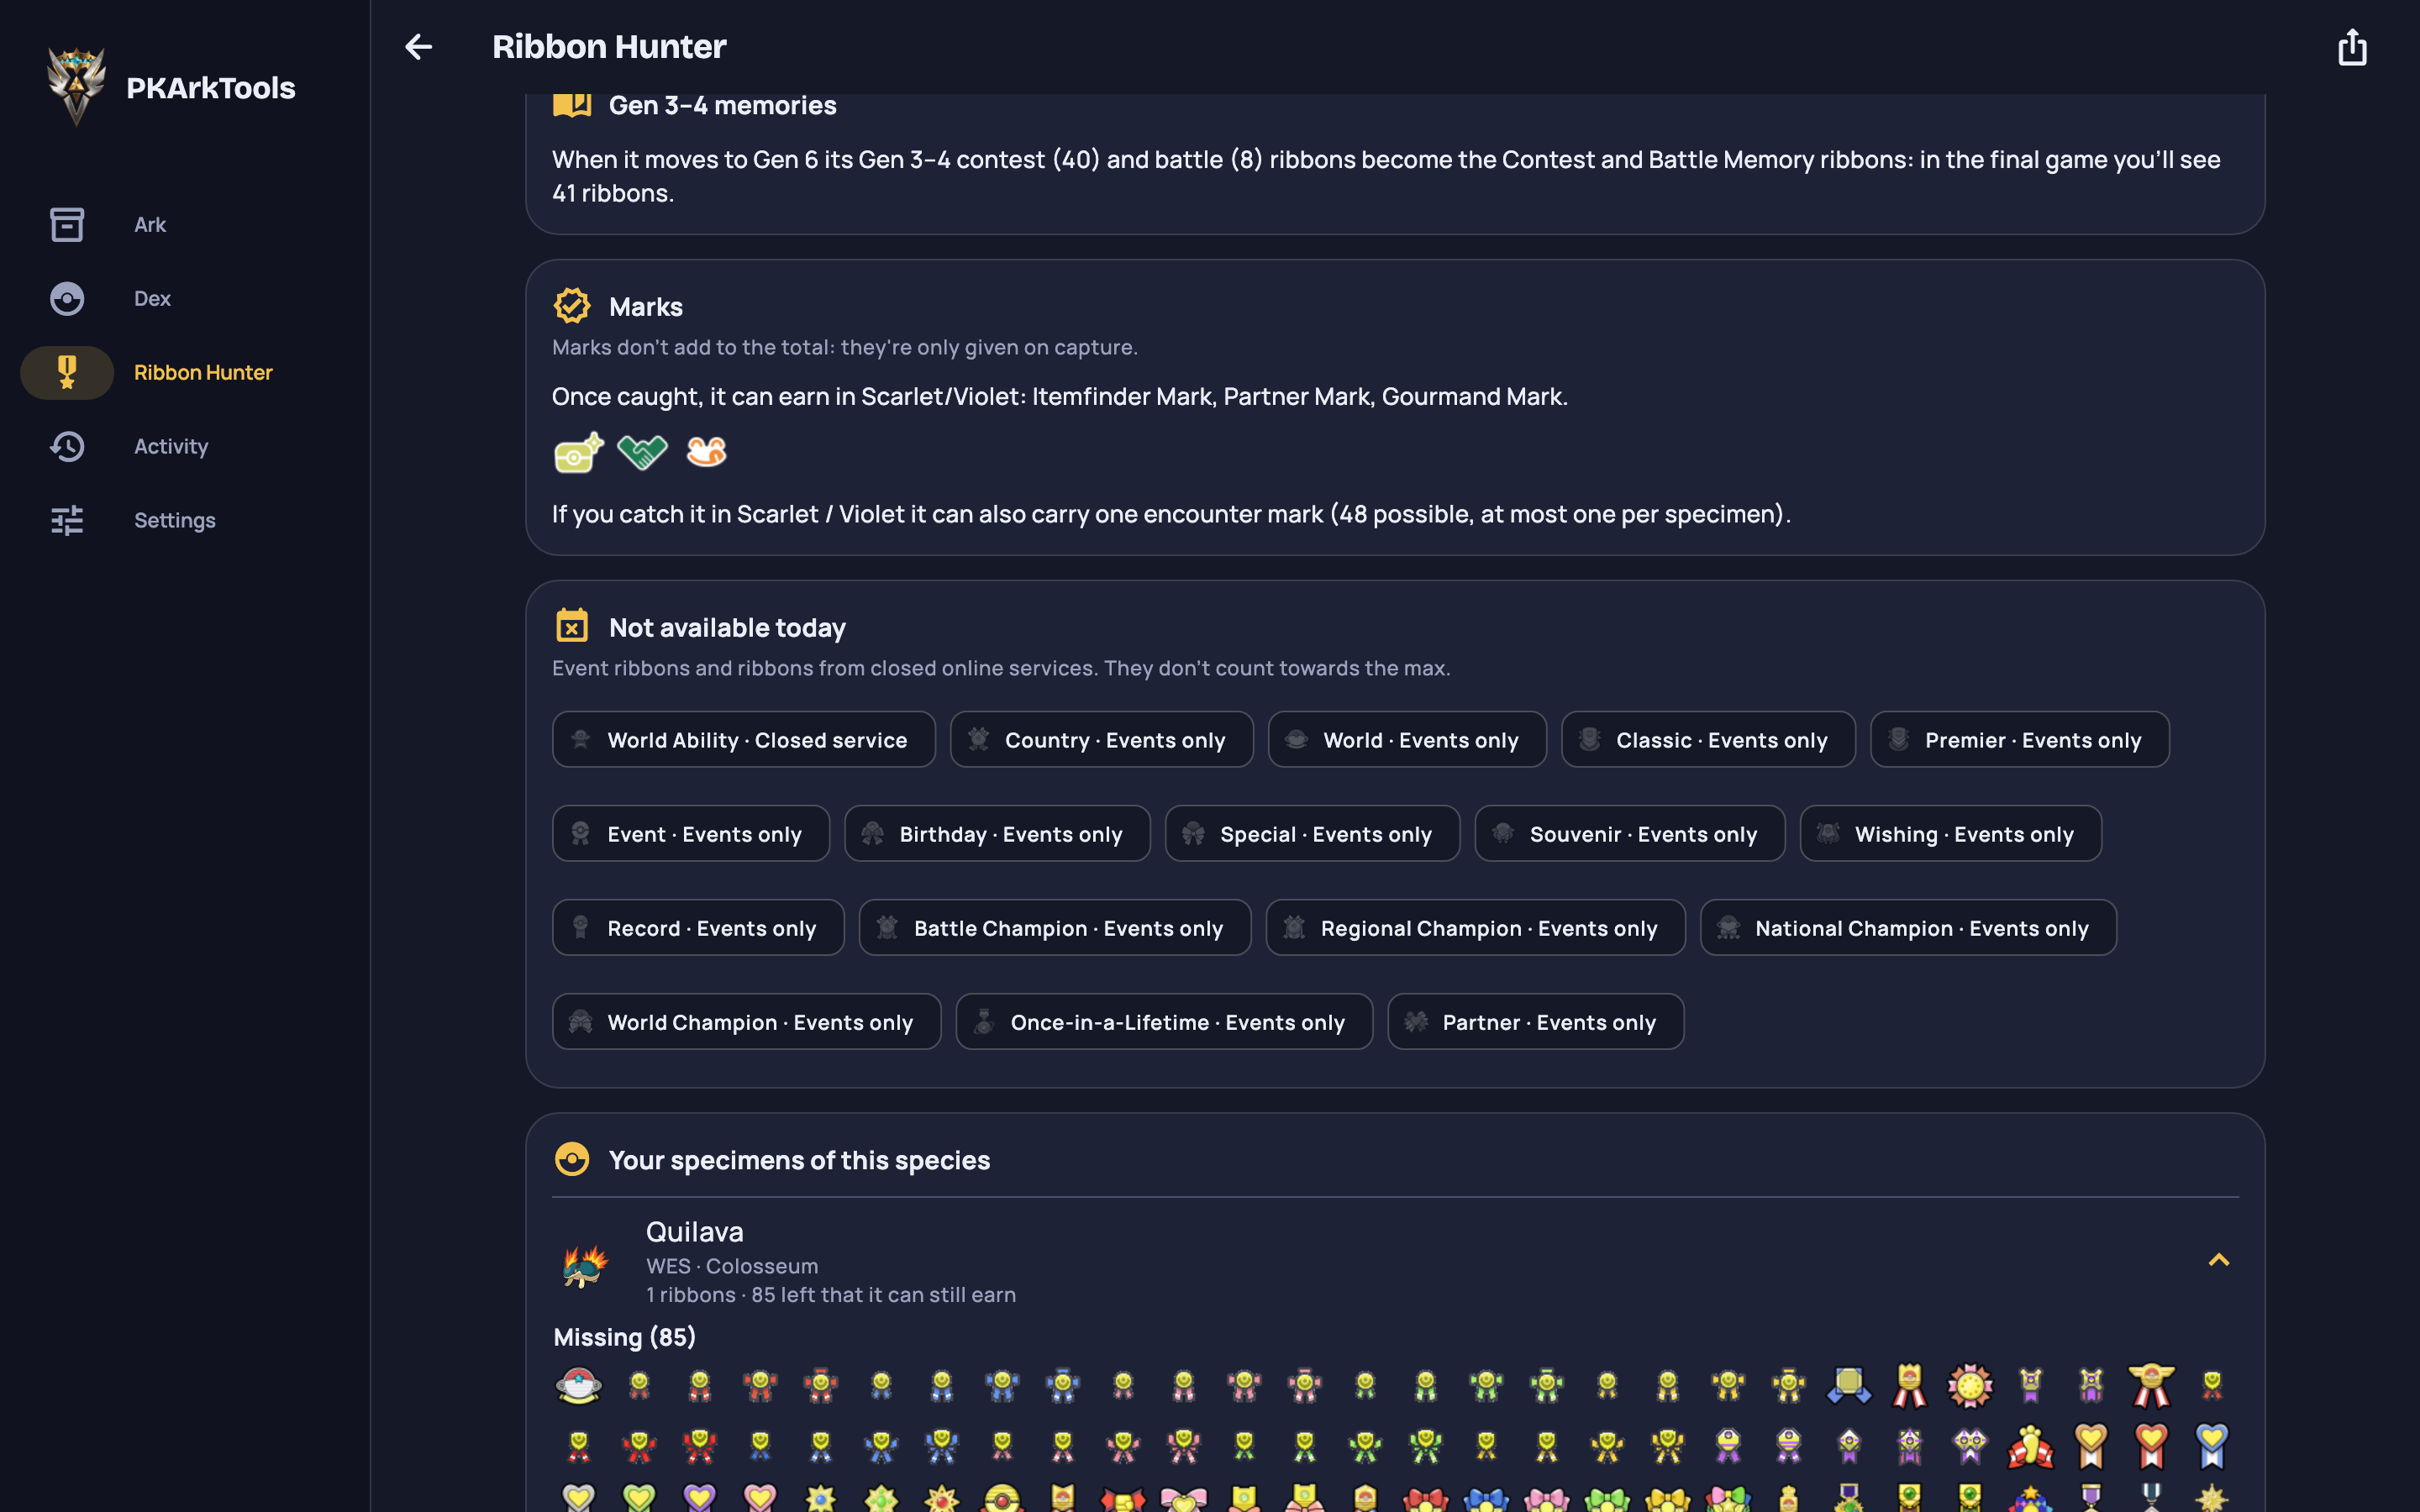 PKArkTools
Ark
Dex
Ribbon Hunter
Activity
Settings
Ribbon Hunter
Gen 3–4 memories
When it moves to Gen 6 its Gen 3–4 contest (40) and battle (8) ribbons become the Contest and Battle Memory ribbons: in the final game you'll see
41 ribbons.
Marks
Marks don't add to the total: they're only given on capture.
Once caught, it can earn in Scarlet/Violet: Itemfinder Mark, Partner Mark, Gourmand Mark.
If you catch it in Scarlet / Violet it can also carry one encounter mark (48 possible, at most one per specimen).
Not available today
Event ribbons and ribbons from closed online services. They don't count towards the max.
World Ability · Closed service
Country · Events only
World · Events only
Classic · Events only
Premier · Events only
Event · Events only
Birthday · Events only
Special · Events only
Souvenir · Events only
Wishing · Events only
Record · Events only
Battle Champion · Events only
Regional Champion · Events only
National Champion · Events only
World Champion · Events only
Once-in-a-Lifetime · Events only
Partner · Events only
Your specimens of this species
Quilava
WES · Colosseum
1 ribbons · 85 left that it can still earn
Missing (85)